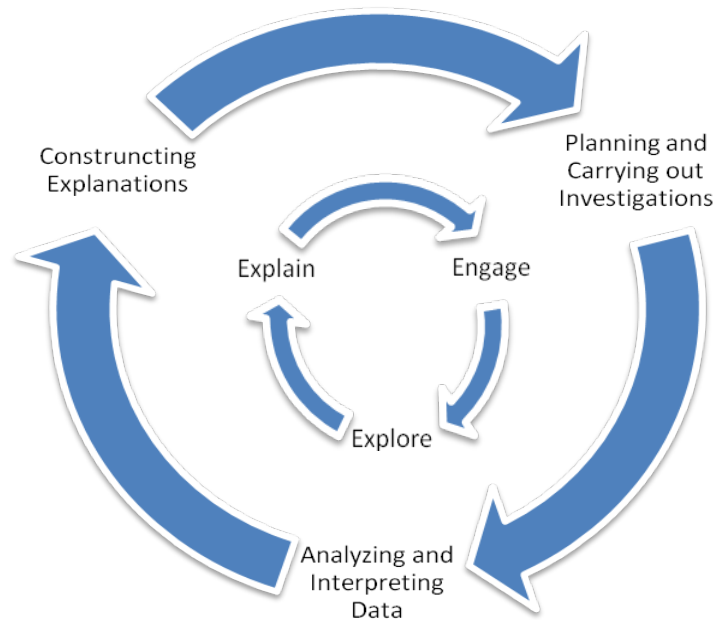 Construncting
Explanations
Planning and
Carrying out
Investigations
Explain
Engage
Explore
Analyzing and
Interpreting
Data